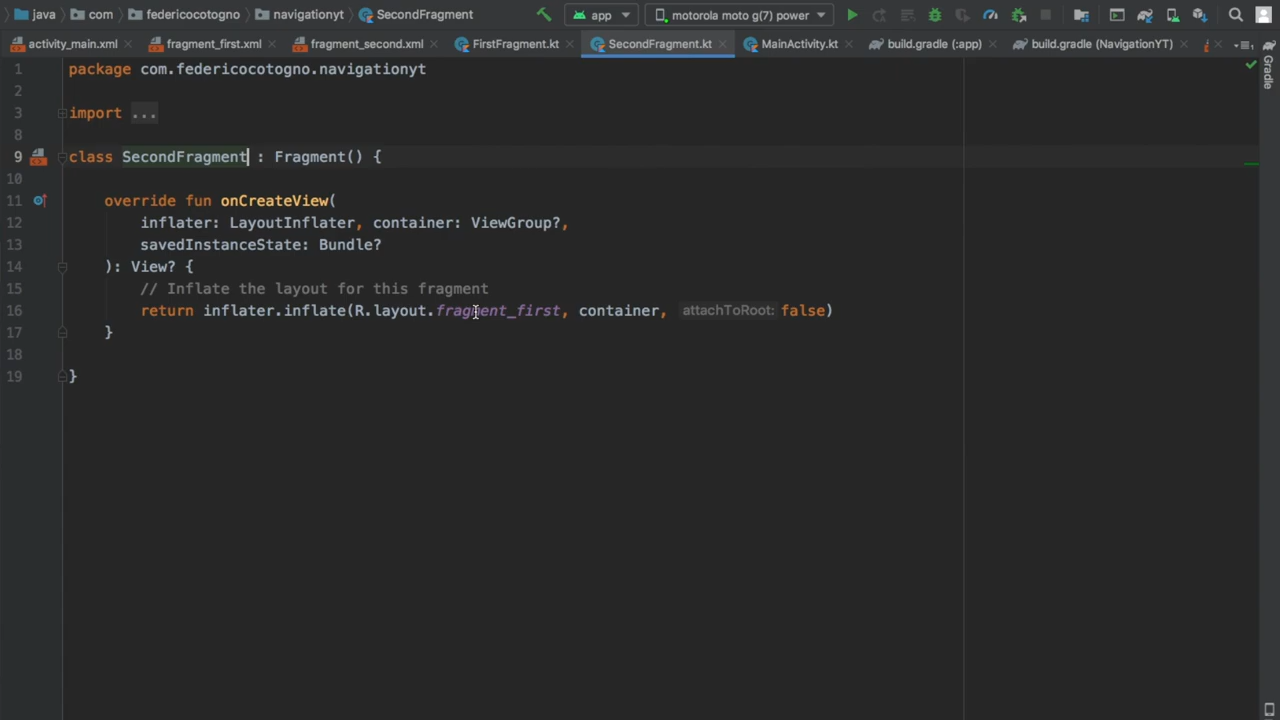 java com federicocotogno navigationyt SecondFragment app motorola moto g(7) power
activity_main.xml fragment_first.xml fragment_second.xml FirstFragment.kt SecondFragment.kt MainActivity.kt build.gradle (:app) build.gradle (NavigationYT)
Gradle
1 package com.federicocotogno.navigationyt
2
3 import ...
8
9 class SecondFragment : Fragment() {
10
11 override fun onCreateView(
12 inflater: LayoutInflater, container: ViewGroup?,
13 savedInstanceState: Bundle?
14 ): View? {
15 // Inflate the layout for this fragment
16 return inflater.inflate(R.layout.fragment_first, container, attachToRoot: false)
17 }
18
19 }